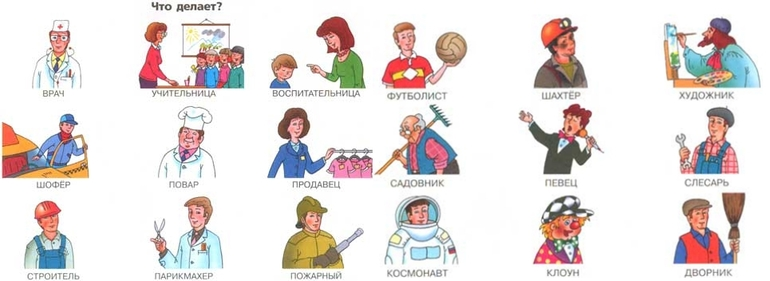 Что делает?
ВРАЧ
УЧИТЕЛЬНИЦА
ВОСПИТАТЕЛЬНИЦА
ФУТБОЛИСТ
ШАХТЁР
ХУДОЖНИК
ШОФЁР
ПОВАР
ПРОДАВЕЦ
САДОВНИК
ПЕВЕЦ
СЛЕСАРЬ
СТРОИТЕЛЬ
ПАРИКМАХЕР
ПОЖАРНЫЙ
КОСМОНАВТ
КЛОУН
ДВОРНИК